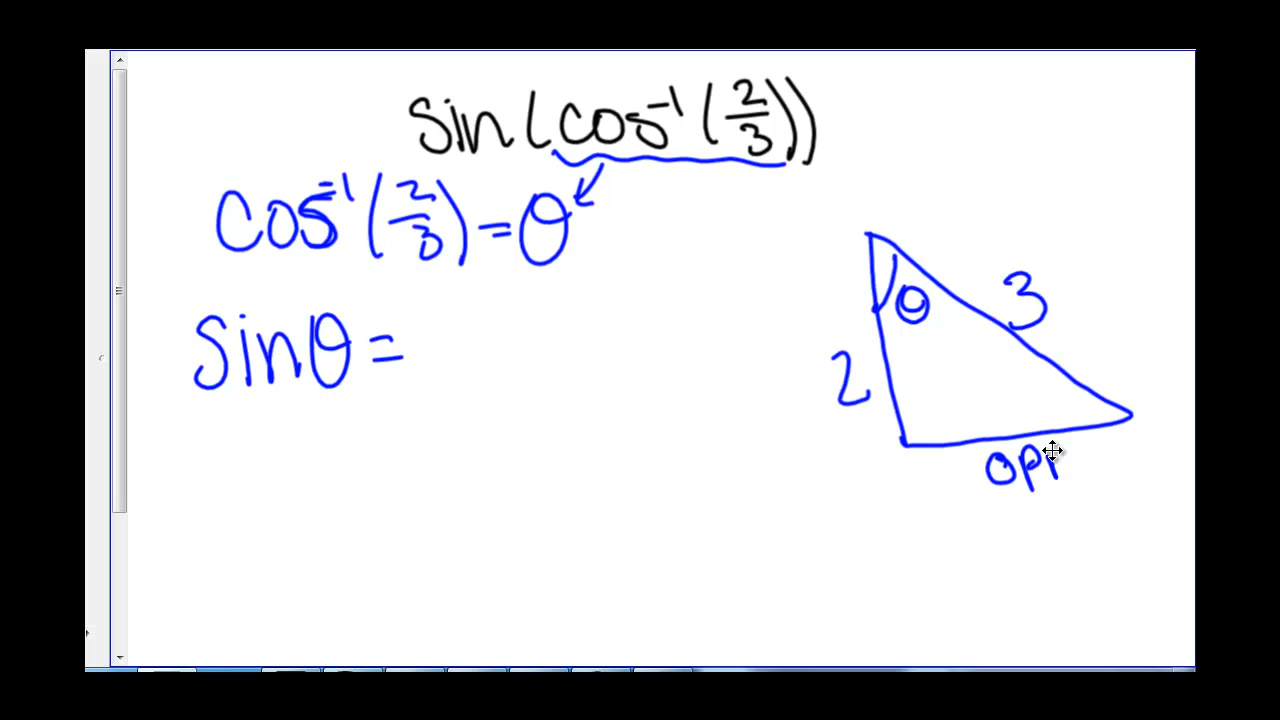 sin(cos⁻¹(2/3))
cos⁻¹(2/3) = θ
sinθ =
θ
3
2
opp